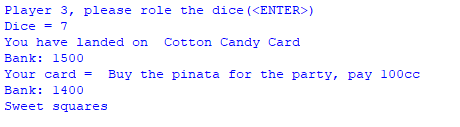 Player 3, please role the dice(<ENTER>)
Dice = 7
You have landed on  Cotton Candy Card
Bank: 1500
Your card =  Buy the pinata for the party, pay 100cc
Bank: 1400
Sweet squares